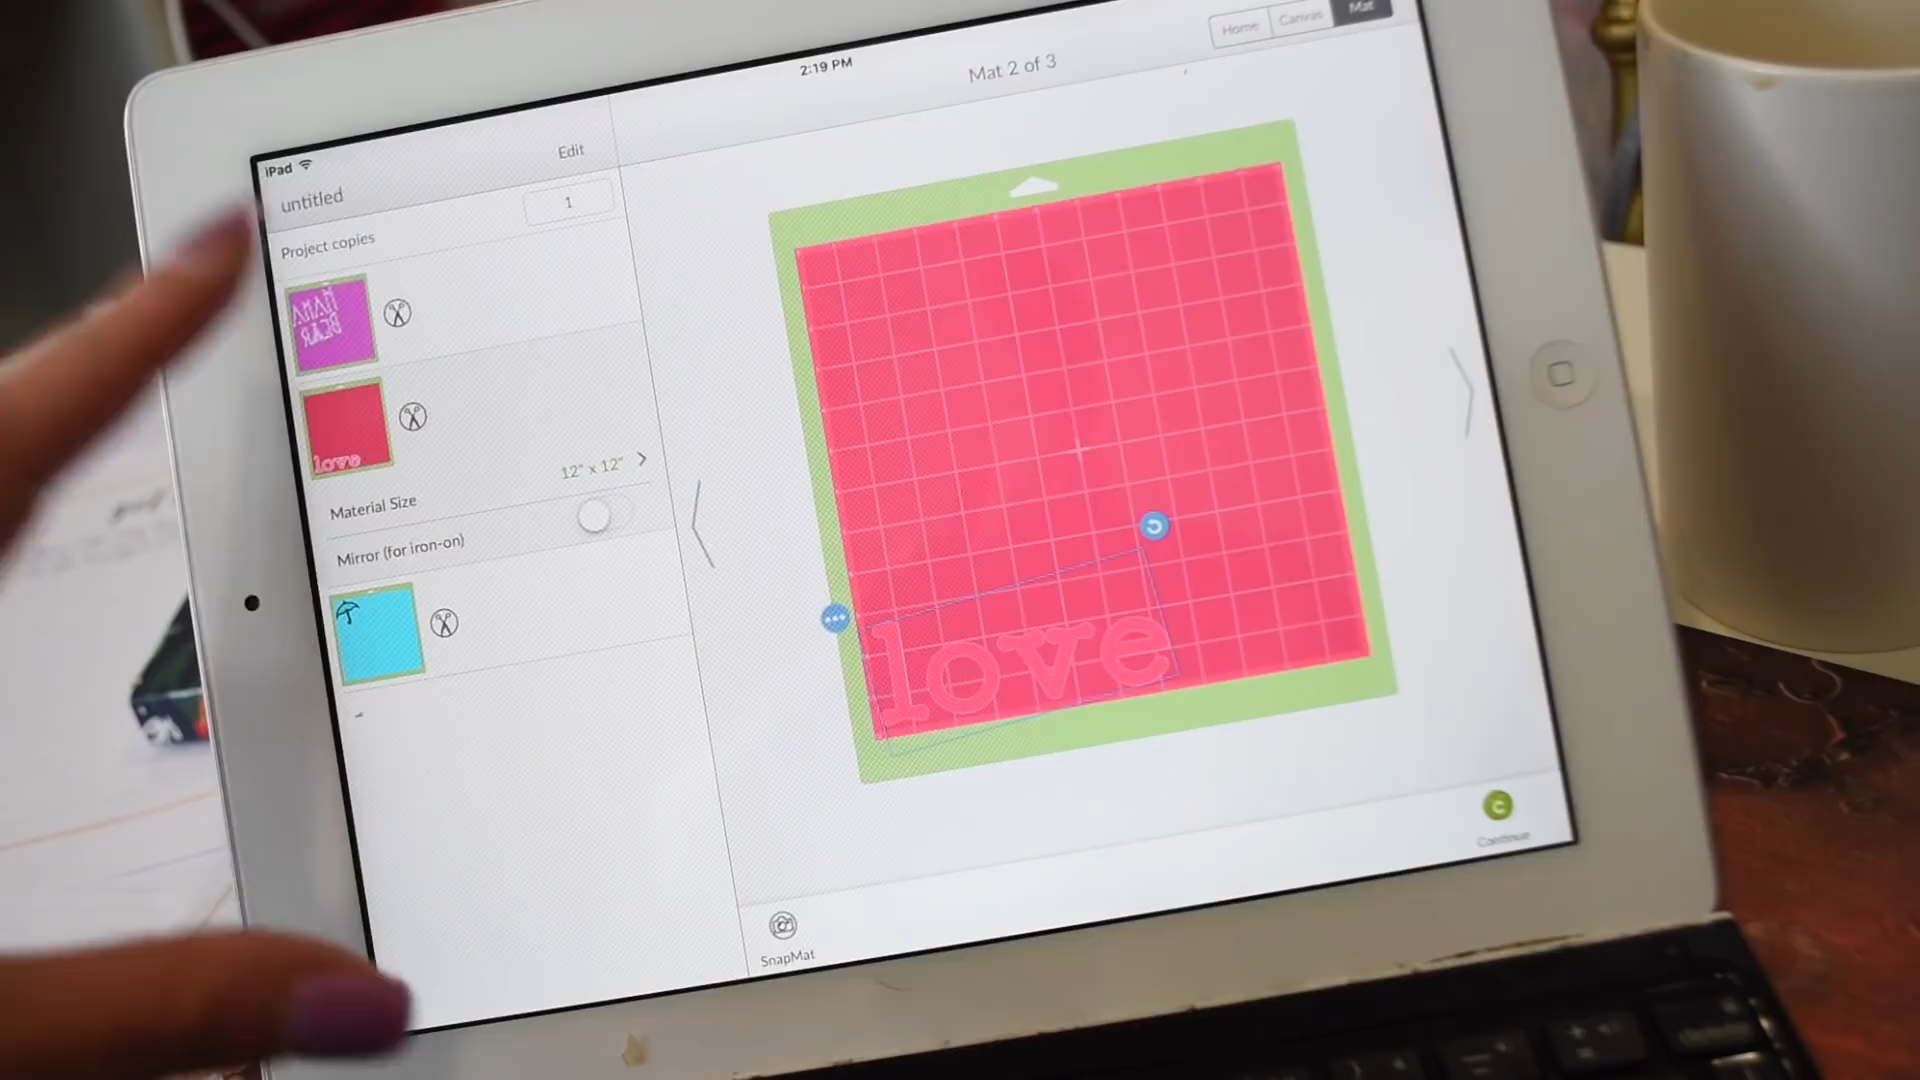 Home Canvas Mat
2:19 PM
Mat 2 of 3
iPad
Edit
untitled
Project copies
1
MAMA
BEAR
love
12" x 12"
Material Size
Mirror (for iron-on)
love
Continue
SnapMat